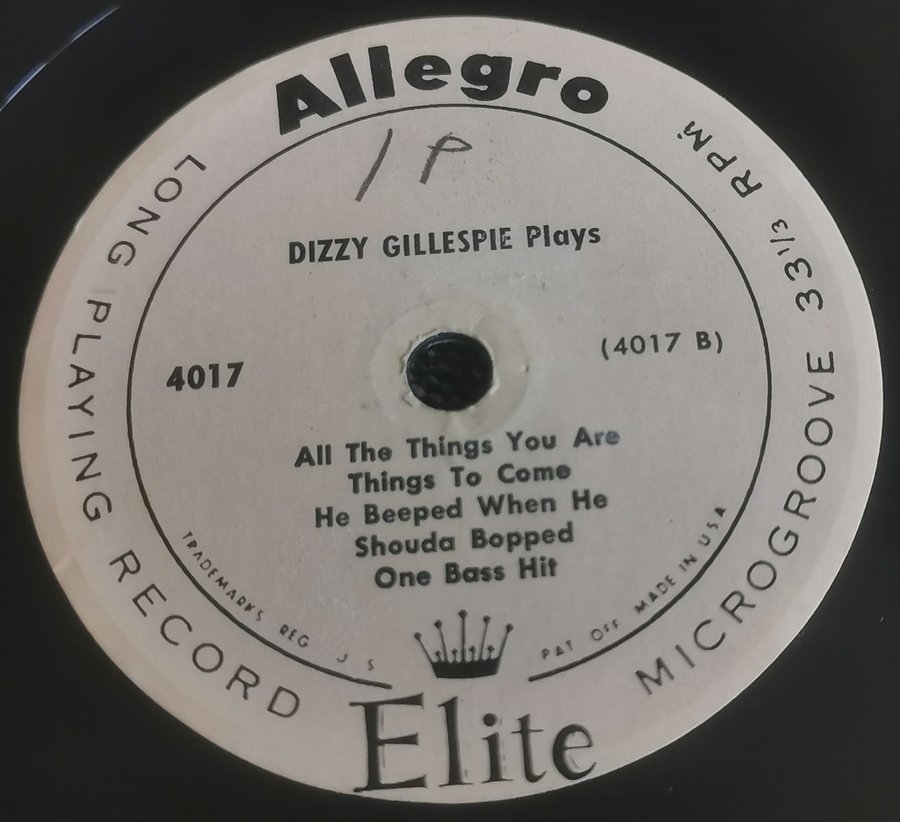 Allegro
1 P
LONG PLAYING RECORD
MICROGROOVE 33 1/3 RPM
DIZZY GILLESPIE Plays
4017
(4017 B)
All The Things You Are
Things To Come
He Beeped When He
Shouda Bopped
One Bass Hit
TRADEMARKS REG J S
PAT OFF MADE IN USA
Elite